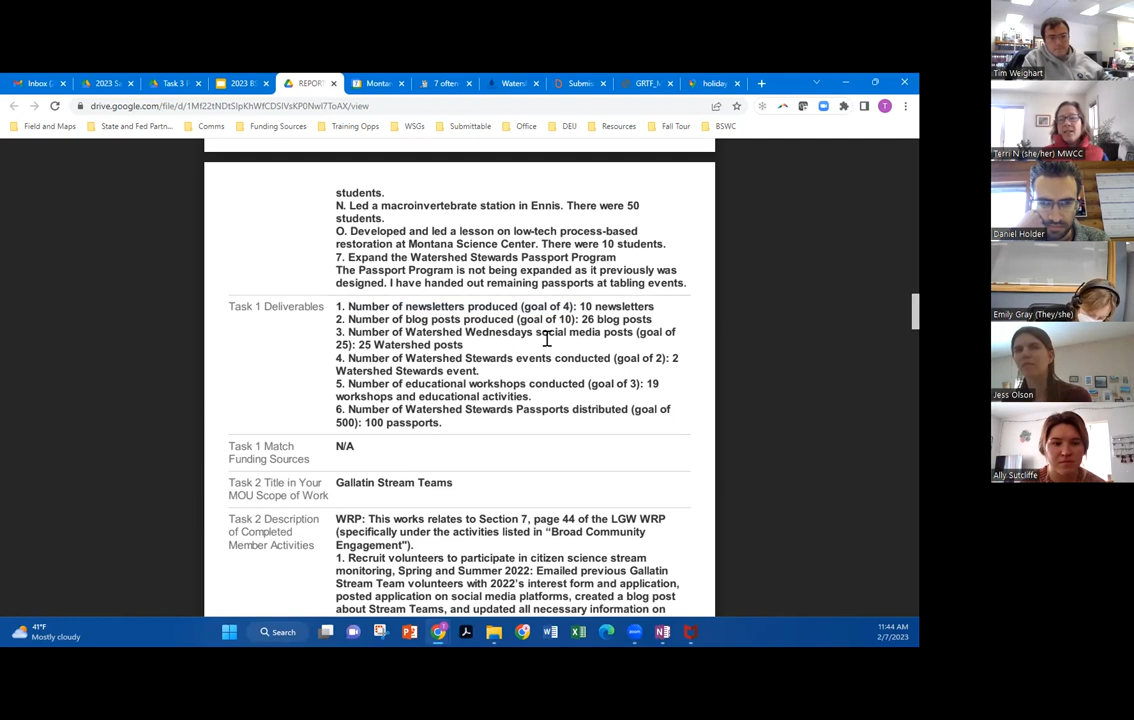 Inbox (
2023 Sa
Task 3 I
2023 BS
REPORT
Montan
7 often
Waters
Submi
GRTF_M
holiday
drive.google.com/file/d/1Mf22tNDtSlpKhWfCDSlVsKP0Nwl7ToAX/view
T
Field and Maps
State and Fed Partn...
Comms
Funding Sources
Training Opps
WSGs
Submittable
Office
DEU
Resources
Fall Tour
BSWC
students.
N. Led a macroinvertebrate station in Ennis. There were 50
students.
O. Developed and led a lesson on low-tech process-based
restoration at Montana Science Center. There were 10 students.
7. Expand the Watershed Stewards Passport Program
The Passport Program is not being expanded as it previously was
designed. I have handed out remaining passports at tabling events.
Task 1 Deliverables
1. Number of newsletters produced (goal of 4): 10 newsletters
2. Number of blog posts produced (goal of 10): 26 blog posts
3. Number of Watershed Wednesdays social media posts (goal of
25): 25 Watershed posts
4. Number of Watershed Stewards events conducted (goal of 2): 2
Watershed Stewards event.
5. Number of educational workshops conducted (goal of 3): 19
workshops and educational activities.
6. Number of Watershed Stewards Passports distributed (goal of
500): 100 passports.
Task 1 Match
Funding Sources
N/A
Task 2 Title in Your
MOU Scope of Work
Gallatin Stream Teams
Task 2 Description
of Completed
Member Activities
WRP: This works relates to Section 7, page 44 of the LGW WRP
(specifically under the activities listed in “Broad Community
Engagement").
1. Recruit volunteers to participate in citizen science stream
monitoring, Spring and Summer 2022: Emailed previous Gallatin
Stream Team volunteers with 2022's interest form and application,
posted application on social media platforms, created a blog post
about Stream Teams, and updated all necessary information on
41°F
Mostly cloudy
Search
11:44 AM
2/7/2023
Tim Weighart
Terri N (she/her) MWCC
Daniel Holder
Emily Gray (They/she)
Jess Olson
Ally Sutcliffe